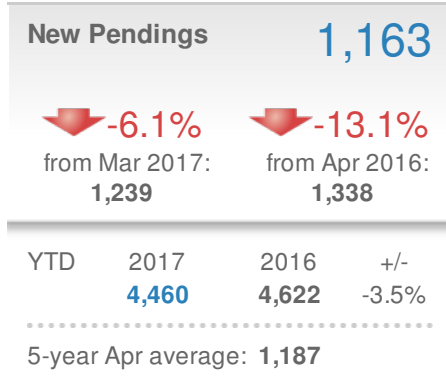 New Pendings 1,163
-6.1% -13.1%
from Mar 2017: from Apr 2016:
1,239 1,338
YTD 2017 2016 +/-
4,460 4,622 -3.5%
5-year Apr average: 1,187